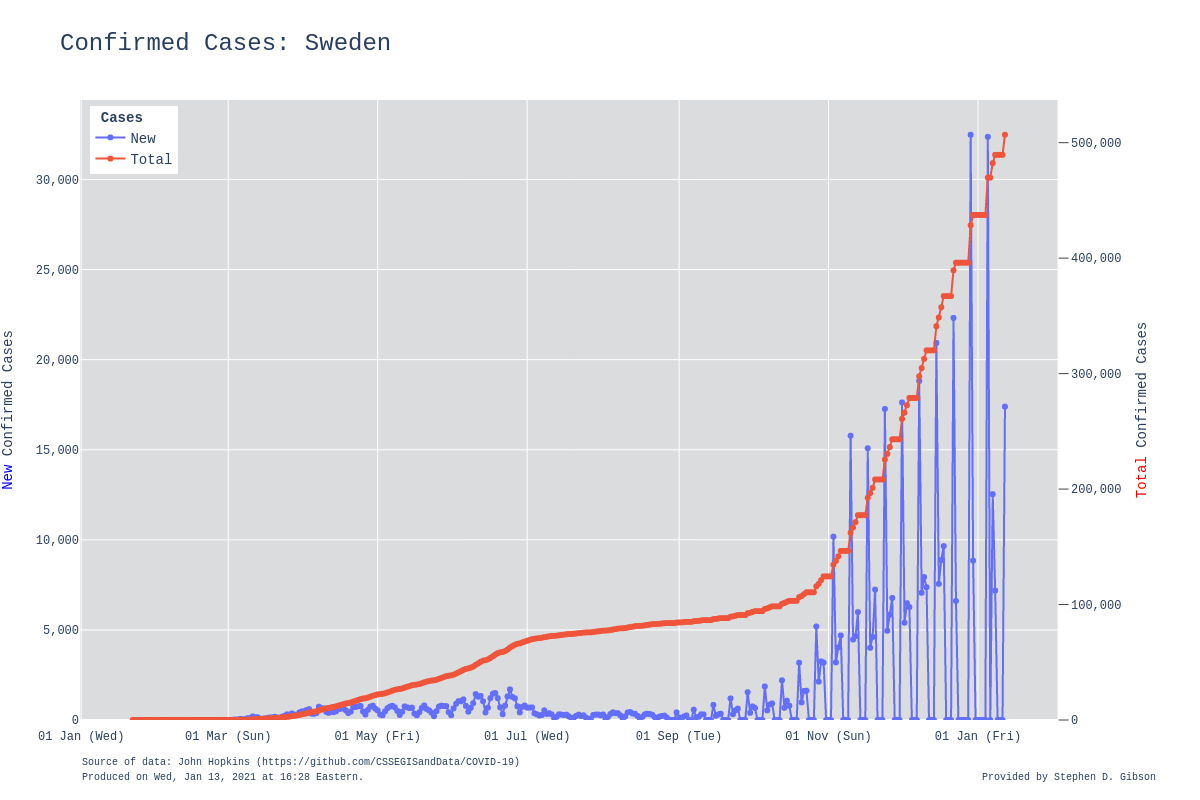 Confirmed Cases: Sweden
Cases
New
Total
30,000
25,000
20,000
15,000
10,000
5,000
0
New Confirmed Cases
500,000
400,000
300,000
200,000
100,000
0
Total Confirmed Cases
01 Jan (Wed)
01 Mar (Sun)
01 May (Fri)
01 Jul (Wed)
01 Sep (Tue)
01 Nov (Sun)
01 Jan (Fri)
Source of data: John Hopkins (https://github.com/CSSEGISandData/COVID-19)
Produced on Wed, Jan 13, 2021 at 16:28 Eastern.
Provided by Stephen D. Gibson